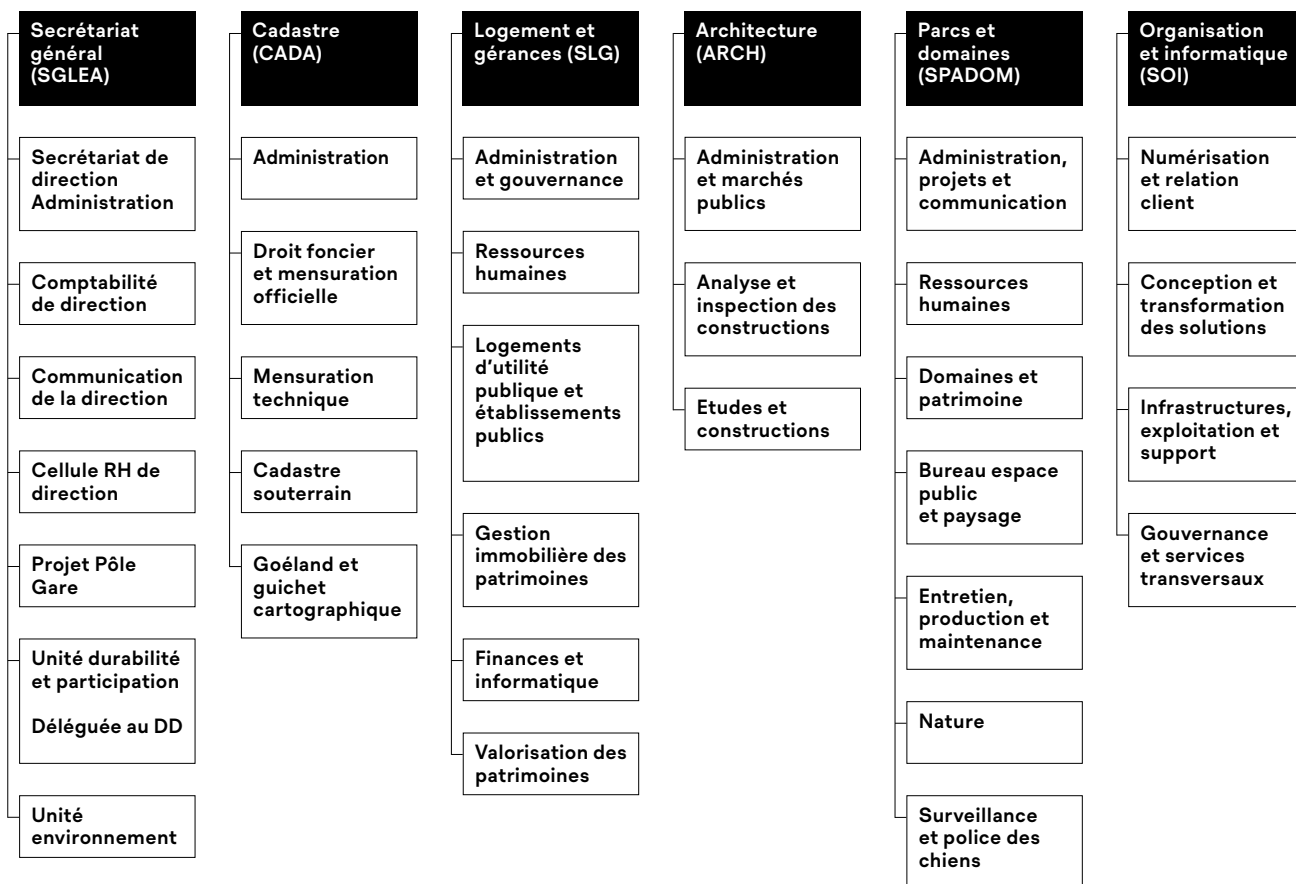 Secrétariat
général
(SGLEA)
Secrétariat de
direction
Administration
Comptabilité
de direction
Communication
de la direction
Cellule RH de
direction
Projet Pôle
Gare
Unité durabilité
et participation
Déléguée au DD
Unité
environnement
Cadastre
(CADA)
Administration
Droit foncier
et mensuration
officielle
Mensuration
technique
Cadastre
souterrain
Goéland et
guichet
cartographique
Logement et
gérances (SLG)
Administration
et gouvernance
Ressources
humaines
Logements
d’utilité
publique et
établissements
publics
Gestion
immobilière des
patrimoines
Finances et
informatique
Valorisation des
patrimoines
Architecture
(ARCH)
Administration
et marchés
publics
Analyse et
inspection des
constructions
Etudes et
constructions
Parcs et
domaines
(SPADOM)
Administration,
projets et
communication
Ressources
humaines
Domaines et
patrimoine
Bureau espace
public
et paysage
Entretien,
production et
maintenance
Nature
Surveillance
et police des
chiens
Organisation
et informatique
(SOI)
Numérisation
et relation
client
Conception et
transformation
des solutions
Infrastructures,
exploitation et
support
Gouvernance
et services
transversaux